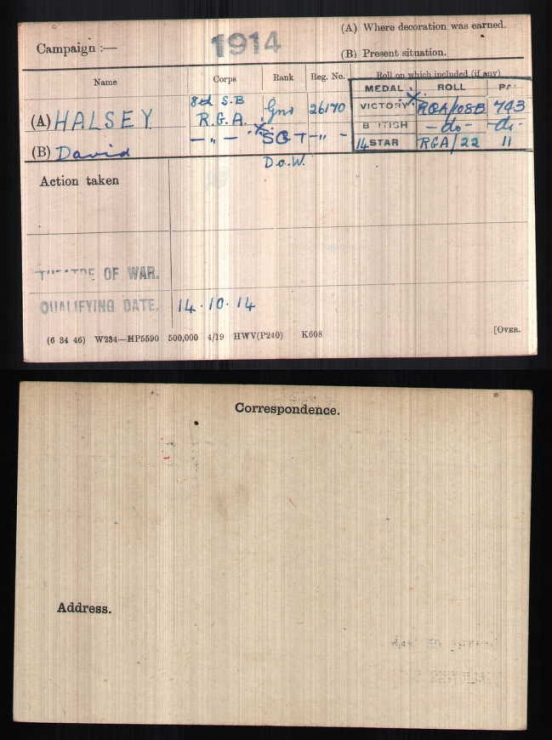 (A) Where decoration was earned.
Campaign :— 1914
(B) Present situation.
Name Corps Rank Reg. No. Roll on which included (if any)
MEDAL ROLL
8th S.B
(A) HALSEY R.G.A. Gnr 26170 VICTORY X RGA/108B 743
— " — X SGT — " — BRITISH — do — do.
(B) David 14 STAR RGA/22 11
D.o.W.
Action taken
THEATRE OF WAR.
QUALIFYING DATE. 14.10.14
(6 34 46) W234—HP5590 500,000 4/19 HWV(P240) K608 [OVER.
Correspondence.
Address.